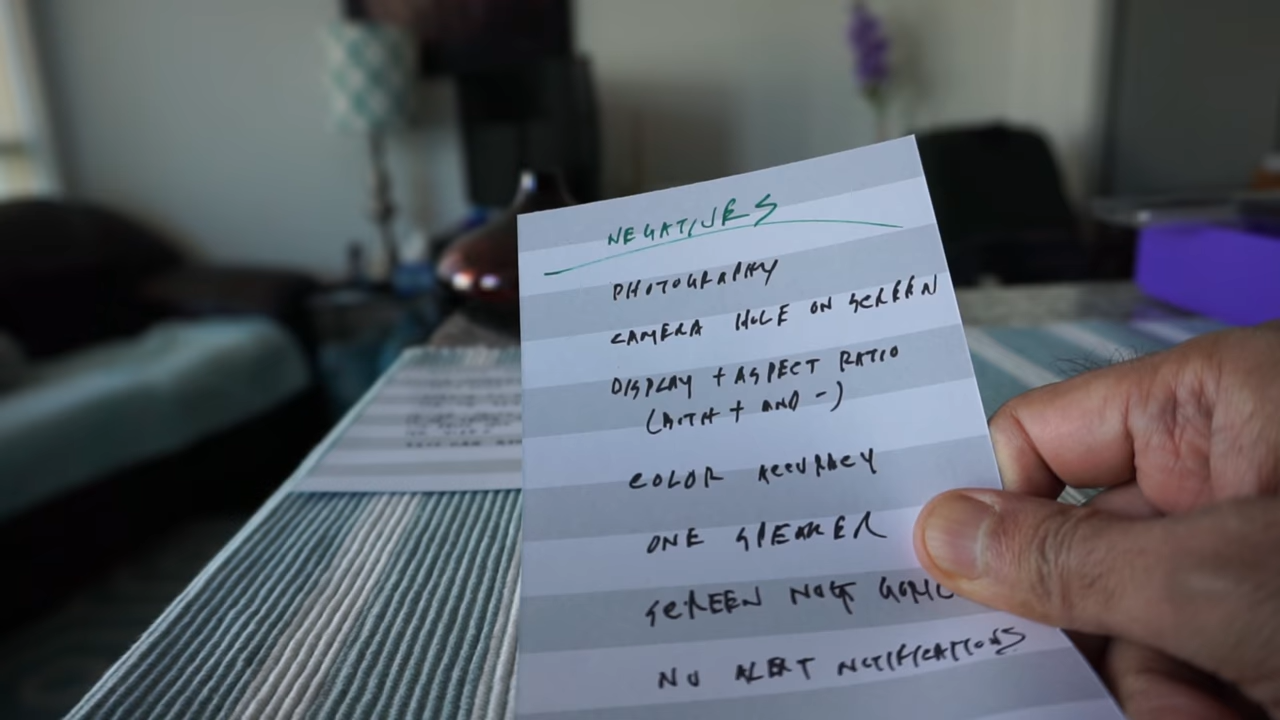 NEGATIVES
PHOTOGRAPHY
CAMERA HOLE ON SCREEN
DISPLAY + ASPECT RATIO
(BOTH + AND -)
COLOR ACCURACY
ONE SPEAKER
SCREEN NOT
NO ALERT NOTIFICATIONS